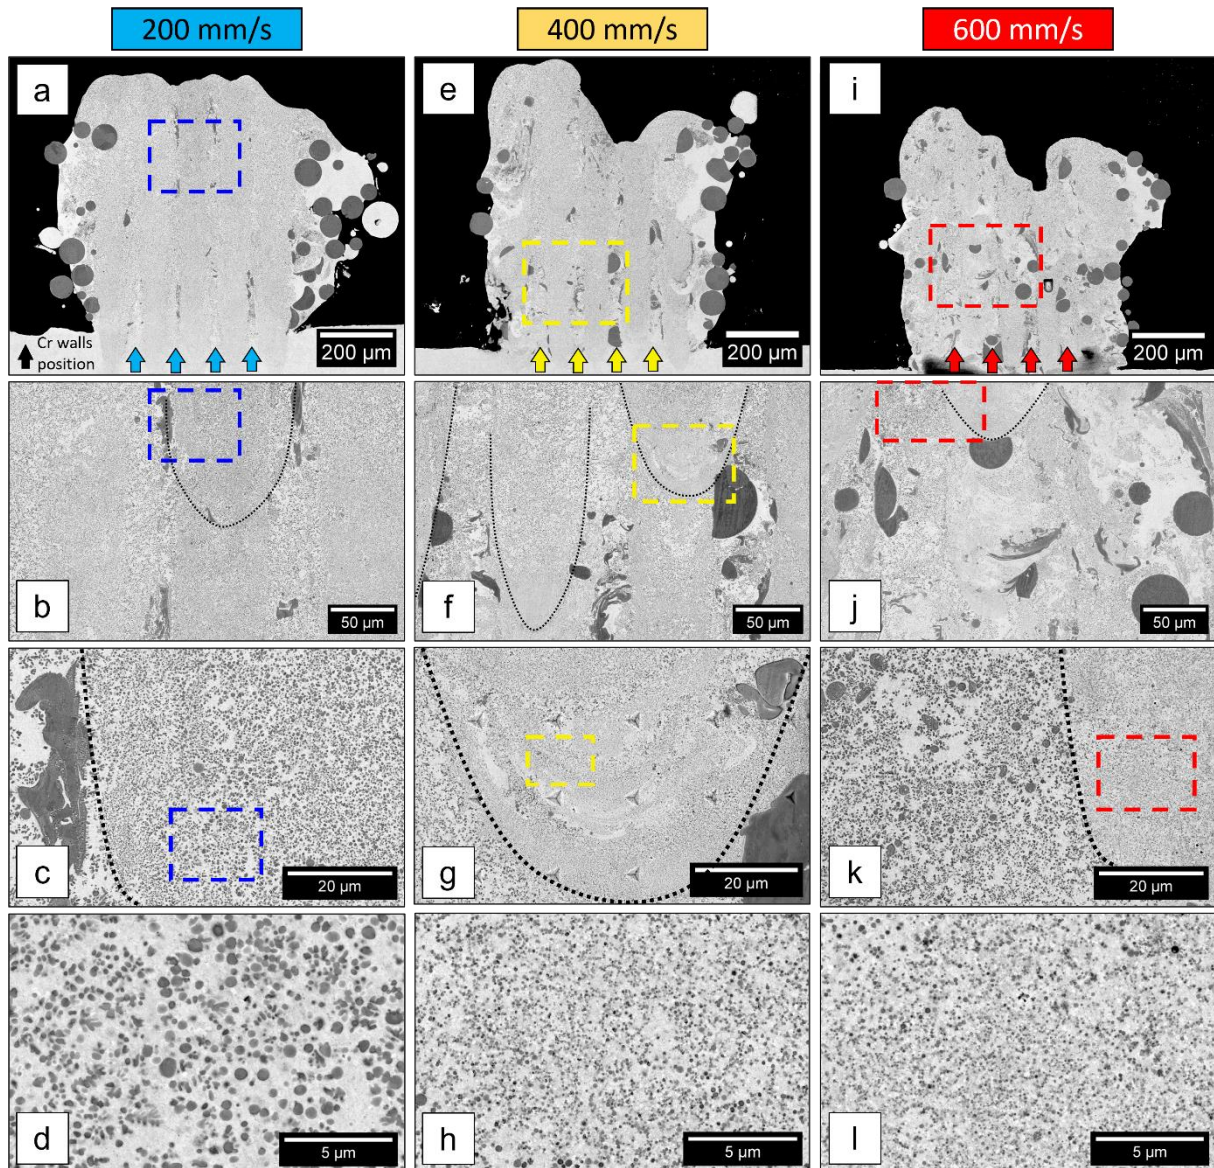 200 mm/s
400 mm/s
600 mm/s
a
e
i
Cr walls
position
200 µm
200 µm
200 µm
b
50 µm
f
50 µm
j
50 µm
c
20 µm
g
20 µm
k
20 µm
d
5 µm
h
5 µm
l
5 µm